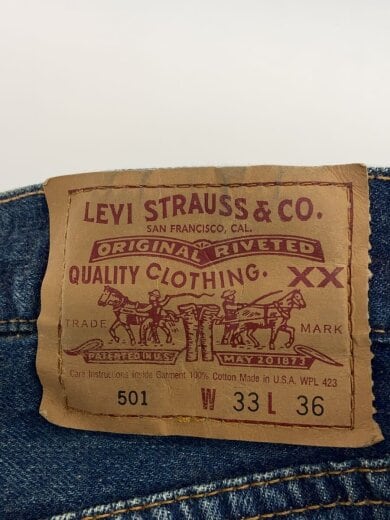 LEVI STRAUSS & CO.
SAN FRANCISCO, CAL.
ORIGINAL RIVETED
QUALITY CLOTHING. XX
TRADE MARK
PATENTED IN U.S. MAY 20 1873
Care Instructions Inside Garment 100% Cotton Made in U.S.A. WPL 423
501 W 33 L 36